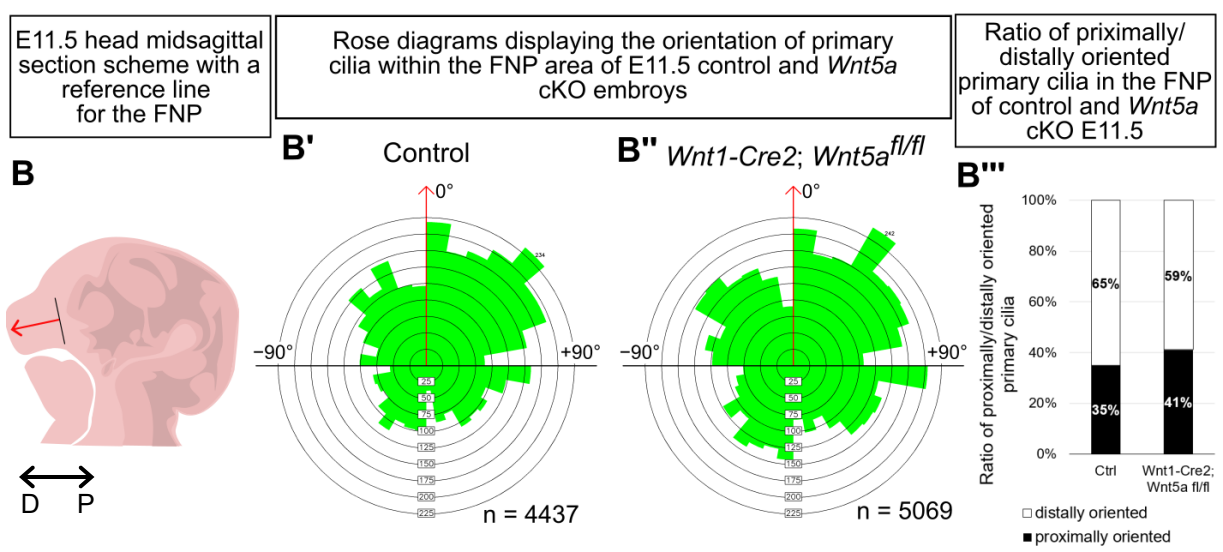 E11.5 head midsagittal
section scheme with a
reference line
for the FNP
Rose diagrams displaying the orientation of primary
cilia within the FNP area of E11.5 control and Wnt5a
cKO embroys
Ratio of priximally/
distally oriented
primary cilia in the FNP
of control and Wnt5a
cKO E11.5
B
D P
B'
Control
0°
234
−90°
+90°
25
50
75
100
125
150
175
200
225
n = 4437
B''
Wnt1-Cre2; Wnt5a^fl/fl
0°
242
−90°
+90°
25
50
75
100
125
150
175
200
225
n = 5069
B'''
Ratio of proximally/distally oriented
primary cilia
100%
80%
60%
40%
20%
0%
65%
35%
59%
41%
Ctrl
Wnt1-Cre2;
Wnt5a fl/fl
distally oriented
proximally oriented